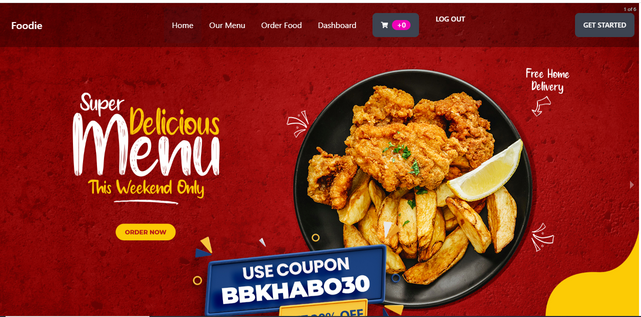 1 of 6
Foodie
Home
Our Menu
Order Food
Dashboard
+0
LOG OUT
GET STARTED
Free Home
Delivery
Super
Delicious
Menu
This Weekend Only
ORDER NOW
USE COUPON
BBKHABO30
% OFF